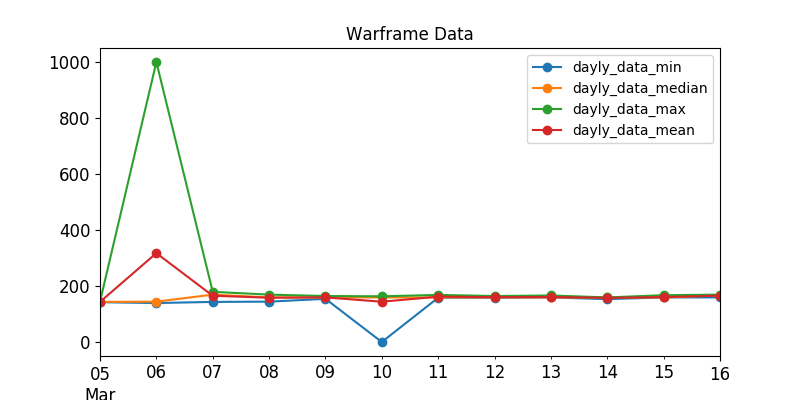 Warframe Data
dayly_data_min
dayly_data_median
dayly_data_max
dayly_data_mean
1000
800
600
400
200
0
05 06 07 08 09 10 11 12 13 14 15 16
Mar